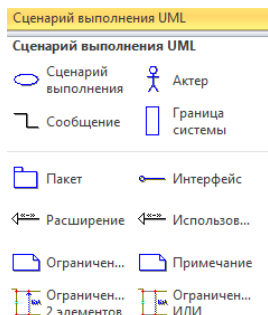 Сценарий выполнения UML
Сценарий выполнения UML
Сценарий
выполнения
Актер
Сообщение
Граница
системы
Пакет
Интерфейс
Расширение
Использов...
Ограничен...
Примечание
Ограничен...
2 элементов
Ограничен...
ИЛИ